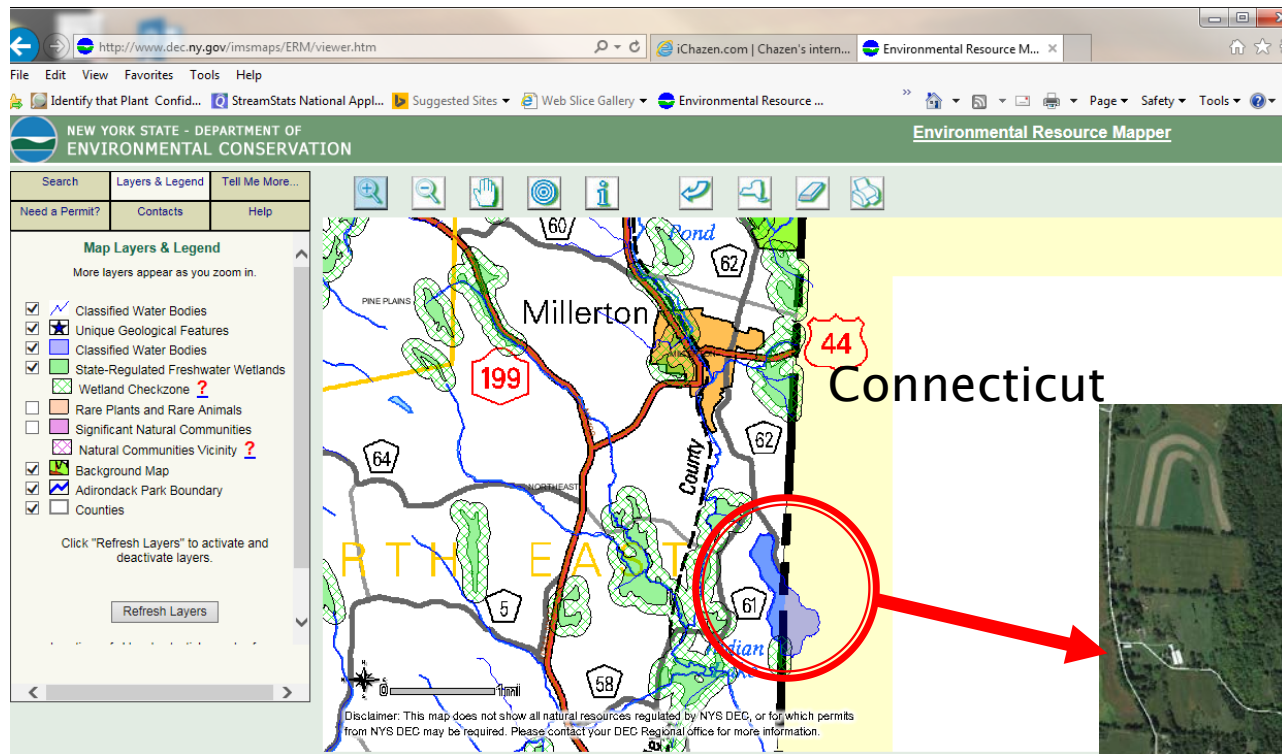 http://www.dec.ny.gov/imsmaps/ERM/viewer.htm
iChazen.com | Chazen's intern...
Environmental Resource M...
File Edit View Favorites Tools Help
Identify that Plant Confid... StreamStats National Appl... Suggested Sites Web Slice Gallery Environmental Resource ... » Page Safety Tools
NEW YORK STATE - DEPARTMENT OF
ENVIRONMENTAL CONSERVATION
Environmental Resource Mapper
Search Layers & Legend Tell Me More...
Need a Permit? Contacts Help
Map Layers & Legend
More layers appear as you zoom in.
Classified Water Bodies
Unique Geological Features
Classified Water Bodies
State-Regulated Freshwater Wetlands
Wetland Checkzone ?
Rare Plants and Rare Animals
Significant Natural Communities
Natural Communities Vicinity ?
Background Map
Adirondack Park Boundary
Counties
Click "Refresh Layers" to activate and
deactivate layers.
Refresh Layers
60
Pond
62
PINE PLAINS
Millerton
44
199
Connecticut
64
62
County
NORTHEAST
RTH EAST
5
61
Indian
58
0 1 mi
Disclaimer: This map does not show all natural resources regulated by NYS DEC, or for which permits
from NYS DEC may be required. Please contact your DEC Regional office for more information.